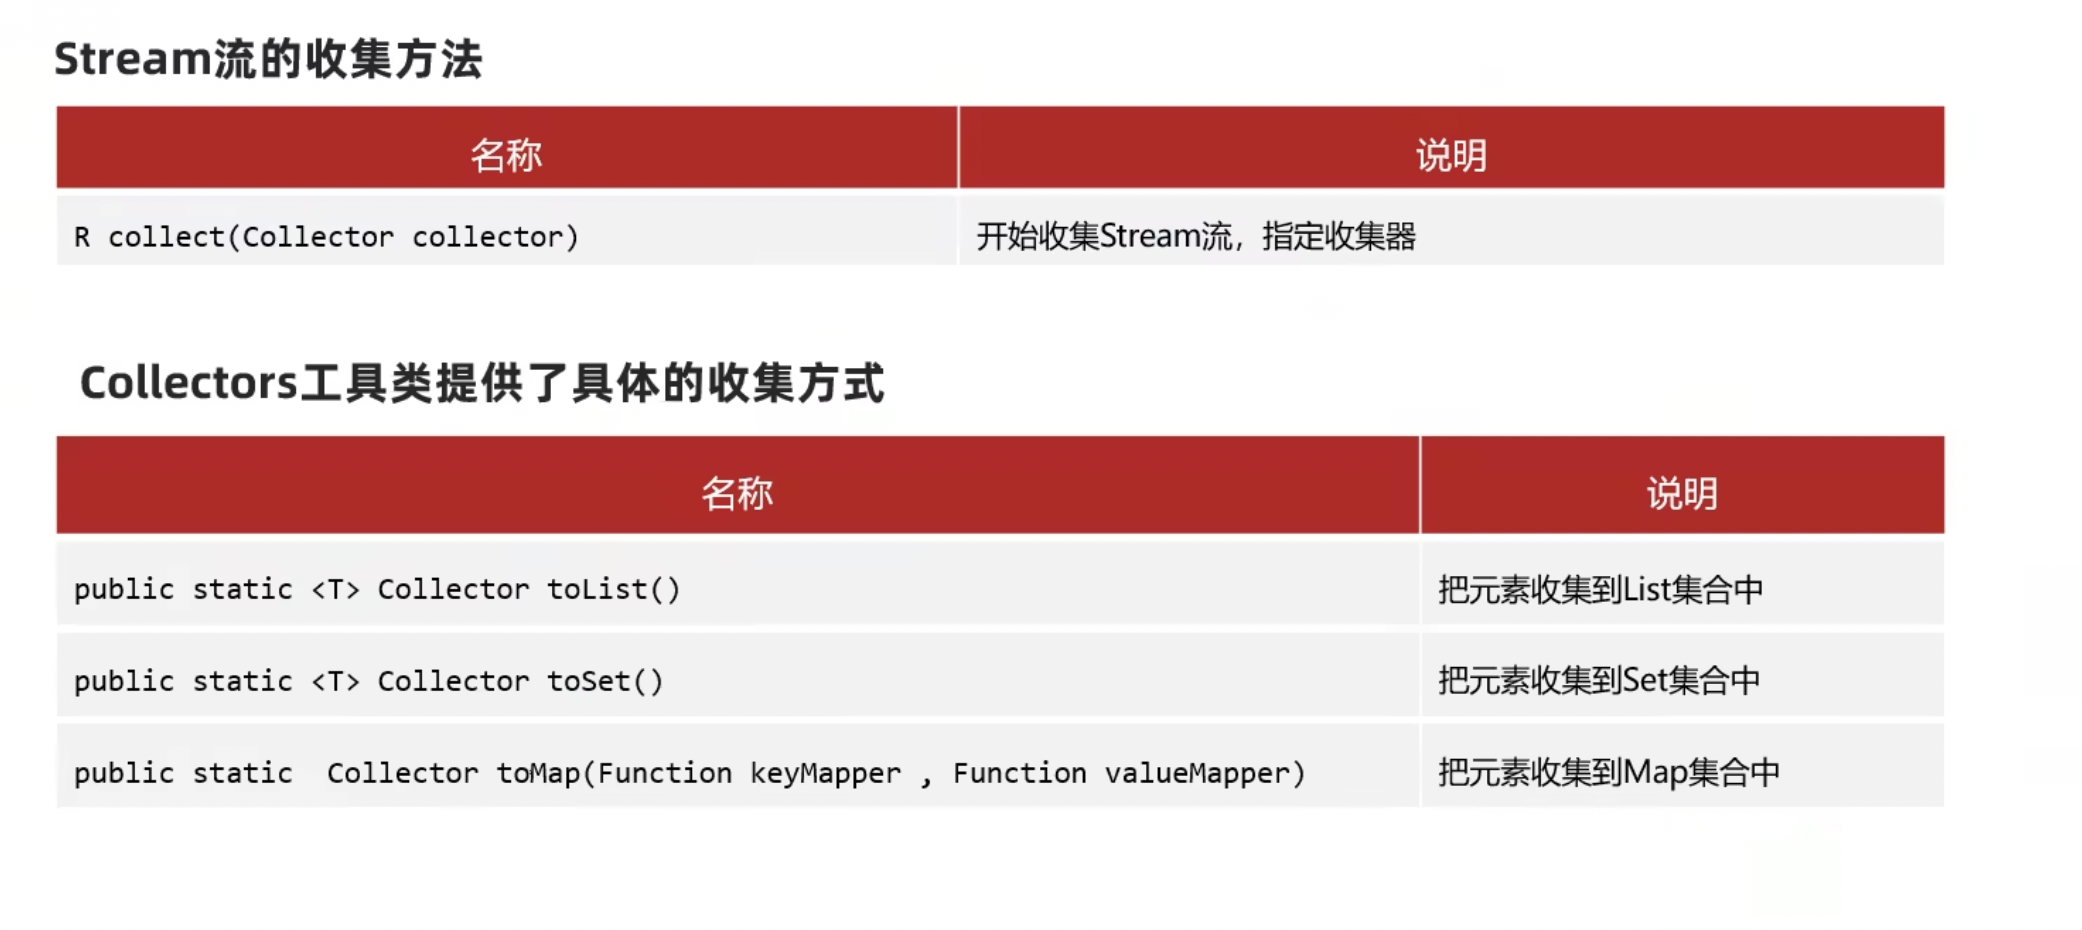 Stream流的收集方法
名称 说明
R collect(Collector collector) 开始收集Stream流，指定收集器
Collectors工具类提供了具体的收集方式
名称 说明
public static <T> Collector toList() 把元素收集到List集合中
public static <T> Collector toSet() 把元素收集到Set集合中
public static  Collector toMap(Function keyMapper , Function valueMapper) 把元素收集到Map集合中